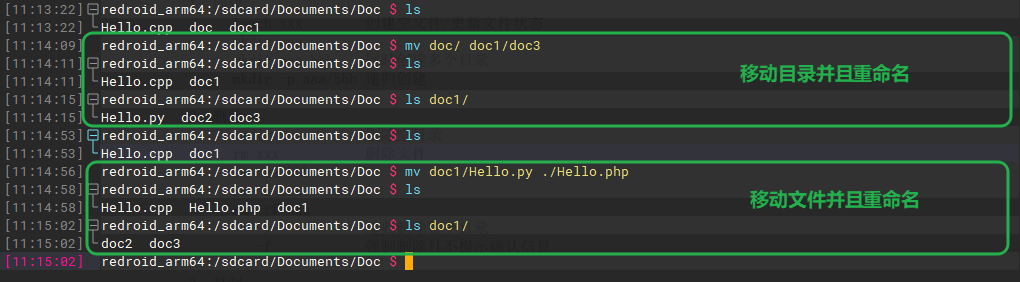 [11:13:22] redroid_arm64:/sdcard/Documents/Doc $ ls
[11:13:22] Hello.cpp  doc  doc1
[11:14:09] redroid_arm64:/sdcard/Documents/Doc $ mv doc/ doc1/doc3
[11:14:11] redroid_arm64:/sdcard/Documents/Doc $ ls
[11:14:11] Hello.cpp  doc1
移动目录并且重命名
[11:14:15] redroid_arm64:/sdcard/Documents/Doc $ ls doc1/
[11:14:15] Hello.py  doc2  doc3
[11:14:53] redroid_arm64:/sdcard/Documents/Doc $ ls
[11:14:53] Hello.cpp  doc1
[11:14:56] redroid_arm64:/sdcard/Documents/Doc $ mv doc1/Hello.py ./Hello.php
[11:14:58] redroid_arm64:/sdcard/Documents/Doc $ ls
[11:14:58] Hello.cpp  Hello.php  doc1
移动文件并且重命名
[11:15:02] redroid_arm64:/sdcard/Documents/Doc $ ls doc1/
[11:15:02] doc2  doc3
[11:15:02] redroid_arm64:/sdcard/Documents/Doc $